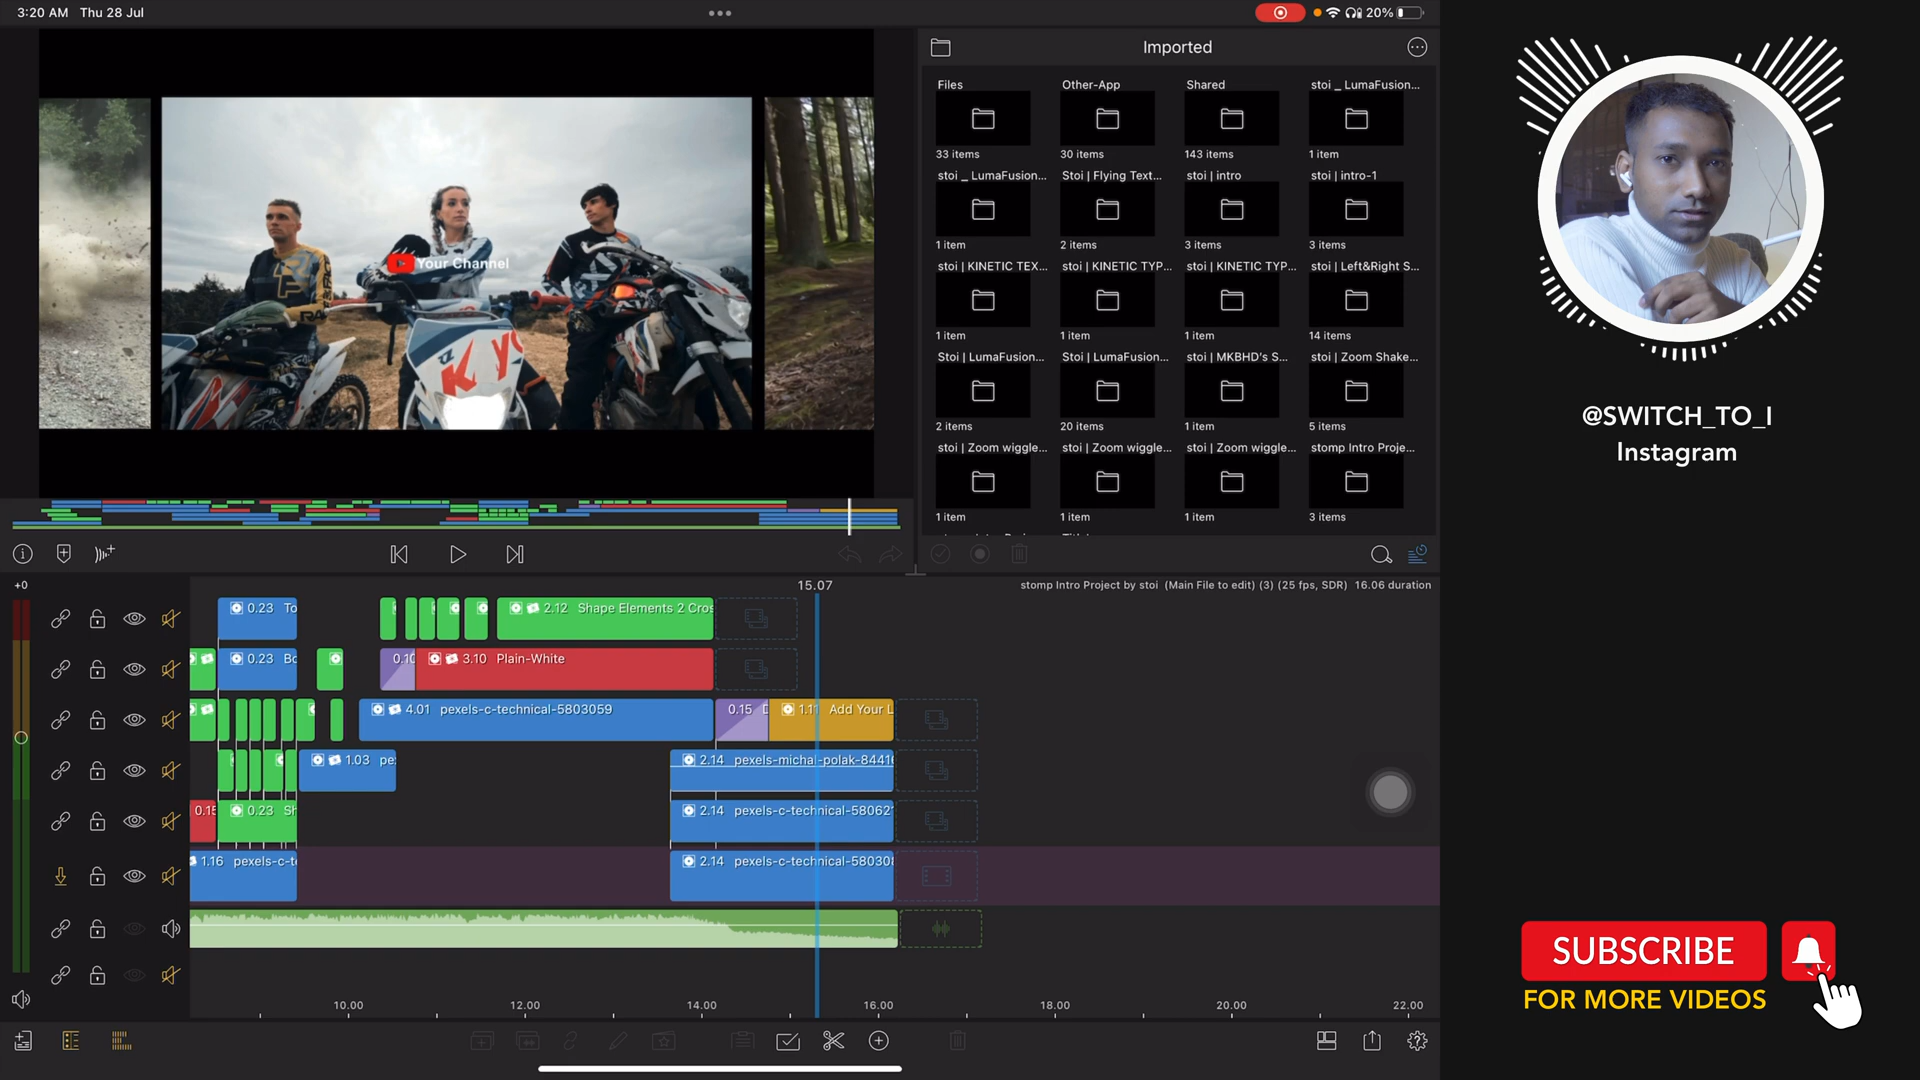 3:20 AM Thu 28 Jul
20%
Imported
Files
Other-App
Shared
stoi _ LumaFusion...
33 items
30 items
143 items
1 item
stoi _ LumaFusion...
Stoi | Flying Text...
stoi | intro
stoi | intro-1
1 item
2 items
3 items
3 items
stoi | KINETIC TEX...
stoi | KINETIC TYP...
stoi | KINETIC TYP...
stoi | Left&Right S...
1 item
1 item
1 item
14 items
Stoi | LumaFusion...
Stoi | LumaFusion...
stoi | MKBHD's S...
stoi | Zoom Shake...
2 items
20 items
1 item
5 items
stoi | Zoom wiggle...
stoi | Zoom wiggle...
stoi | Zoom wiggle...
stomp Intro Proje...
1 item
1 item
1 item
3 items
Your Channel
+0
15.07
stomp Intro Project by stoi (Main File to edit) (3) (25 fps, SDR) 16.06 duration
0.23 To
2.12 Shape Elements 2 Cros
0.23 Bo
0.10
3.10 Plain-White
4.01 pexels-c-technical-5803059
0.15
1.11 Add Your L
1.03 pe
2.14 pexels-michal-polak-8441
0.15
0.23 Sh
2.14 pexels-c-technical-58062
1.16 pexels-c-te
2.14 pexels-c-technical-58030
10.00
12.00
14.00
16.00
18.00
20.00
22.00
@SWITCH_TO_I
Instagram
SUBSCRIBE
FOR MORE VIDEOS